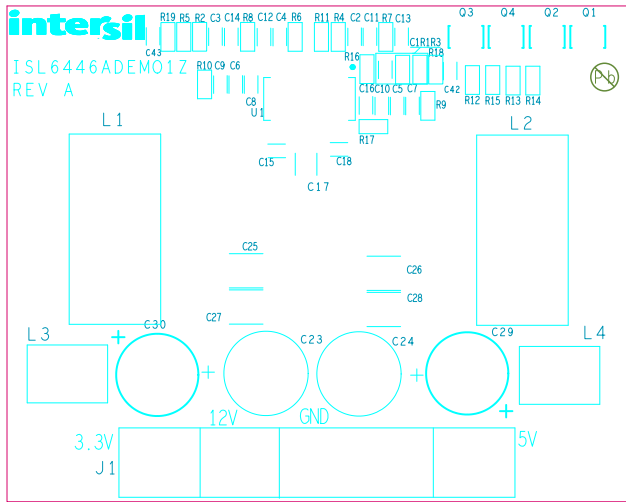 intersil
ISL6446ADEMO1Z
REV A
C43
R19 R5 R2 C3 C14 R8 C12 C4 R6 R11 R4 C2 C11 R7 C13
Q3 Q4 Q2 Q1
C1R1R3
R16 R18
Pb
R10 C9 C6
C8
U1
C16 C10 C5 C7
R9
C42
R12 R15 R13 R14
R17
L1
L2
C15 C18
C17
C25
C26
C27
C28
L3
+ C30
C23
C24
C29
L4
+ + +
12V GND
3.3V 5V
J1